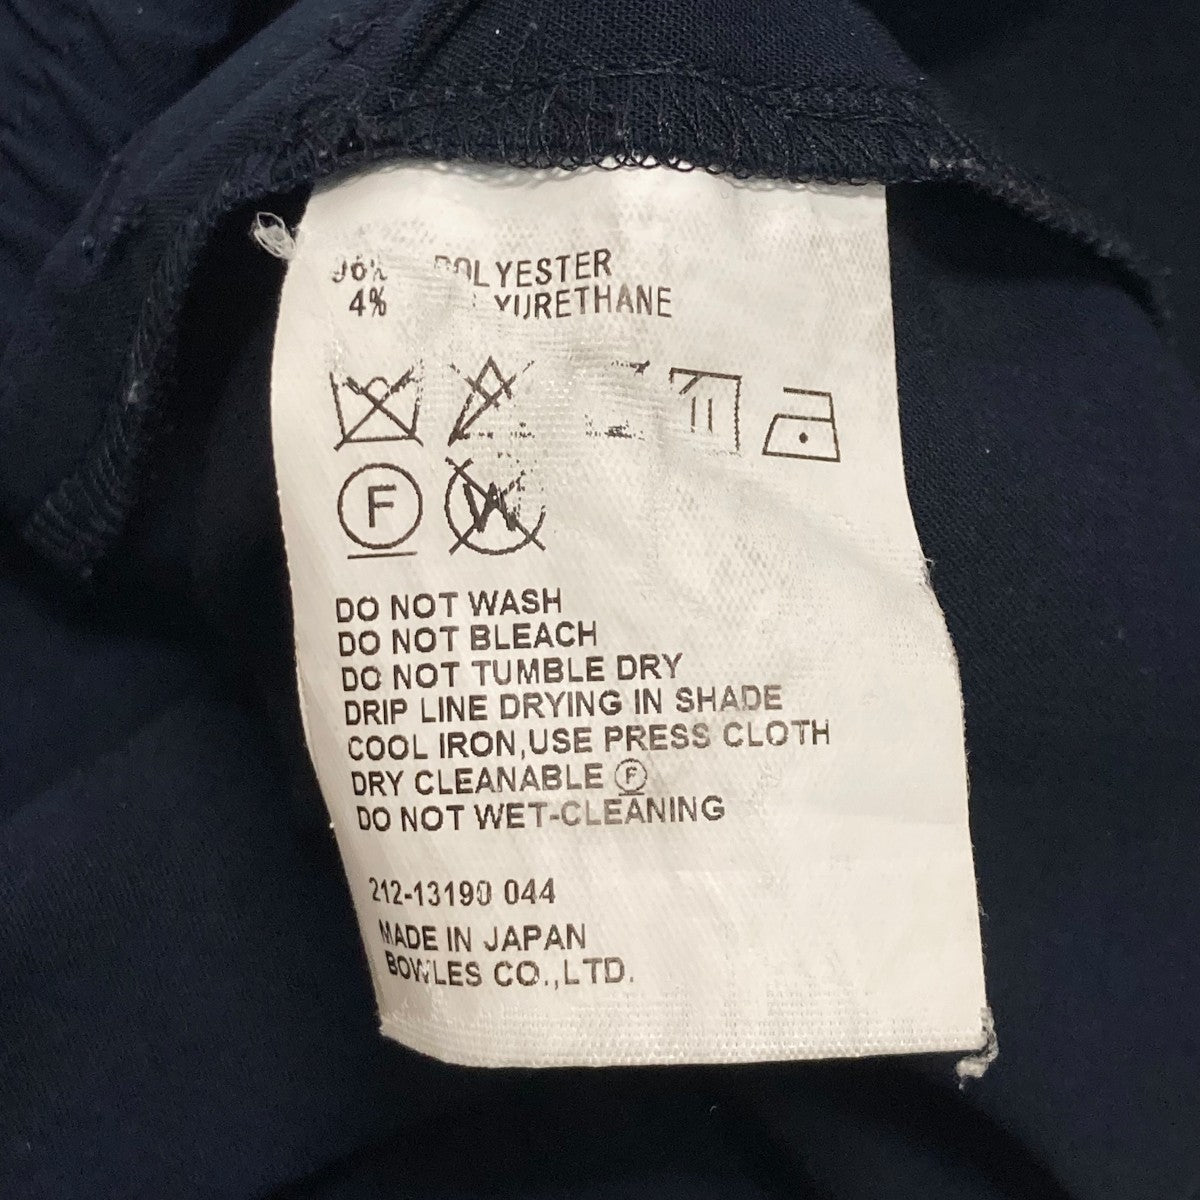 96% POLYESTER
4% YURETHANE
F
W
DO NOT WASH
DO NOT BLEACH
DO NOT TUMBLE DRY
DRIP LINE DRYING IN SHADE
COOL IRON,USE PRESS CLOTH
DRY CLEANABLE Ⓕ
DO NOT WET-CLEANING
212-13190 044
MADE IN JAPAN
BOWLES CO.,LTD.